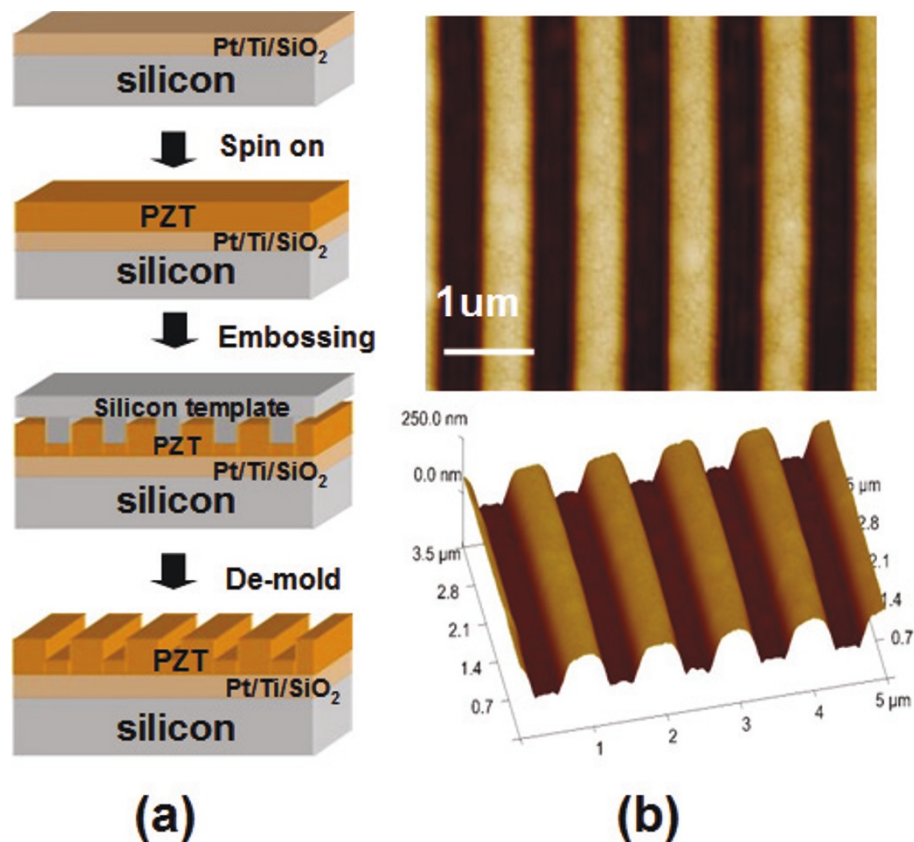 Pt/Ti/SiO₂
silicon
Spin on
PZT
Pt/Ti/SiO₂
silicon
Embossing
Silicon template
PZT
Pt/Ti/SiO₂
silicon
De-mold
PZT
Pt/Ti/SiO₂
silicon
(a)
1um
250.0 nm
0.0 nm
3.5 µm
2.8
2.1
1.4
0.7
1
2
3
4
5 µm
5 µm
2.8
2.1
1.4
0.7
(b)